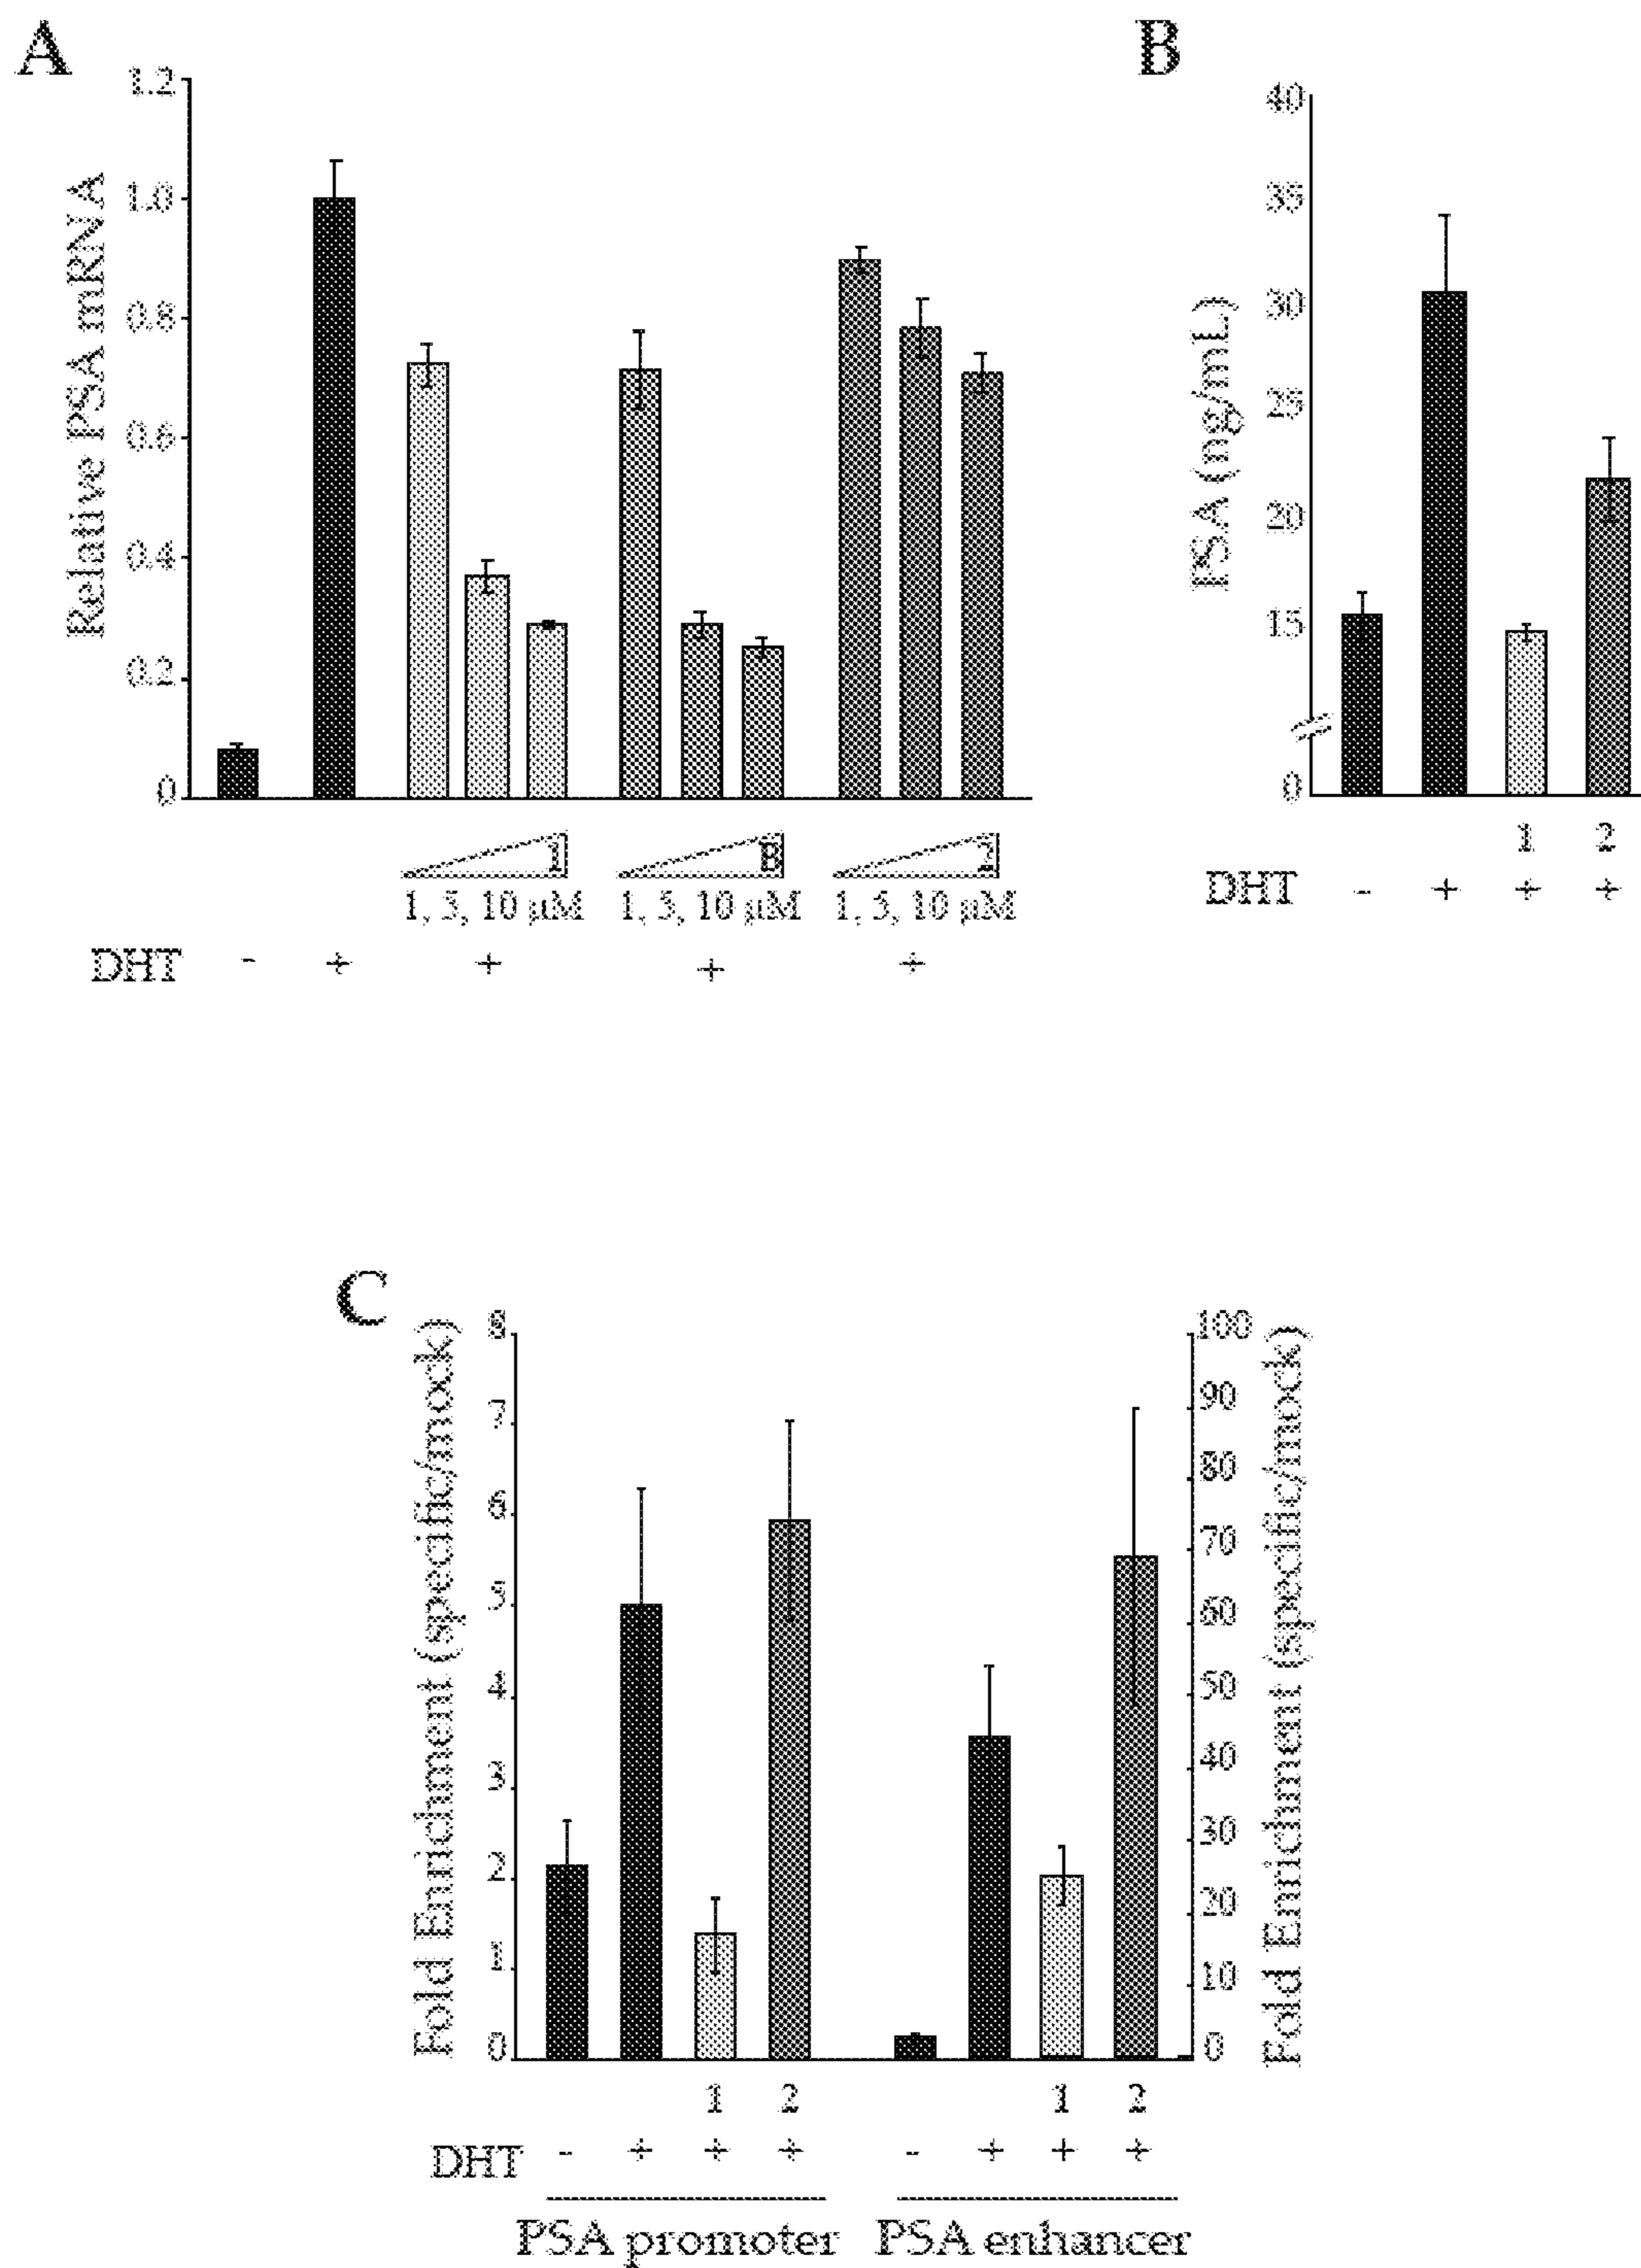 A
Relative PSA mRNA
1.2
1.0
0.8
0.6
0.4
0.2
0
1 B 2
1, 5, 10 µM 1, 5, 10 µM 1, 5, 10 µM
DHT - + + + +
B
PSA (ng/mL)
40
35
30
25
20
15
0
1 2
DHT - + + +
C
Fold Enrichment (specific/mock)
8
7
6
5
4
3
2
1
0
100
90
80
70
60
50
40
30
20
10
0
Fold Enrichment (specific/mock)
1 2 1 2
DHT - + + + - + + +
PSA promoter PSA enhancer